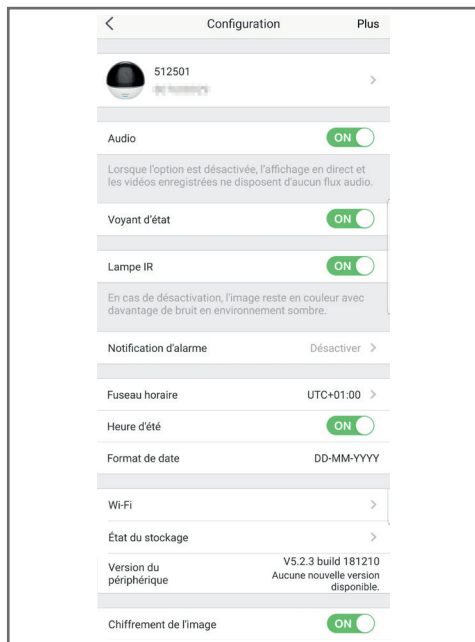 Configuration Plus
512501
Audio ON
Lorsque l'option est désactivée, l'affichage en direct et
les vidéos enregistrées ne disposent d'aucun flux audio.
Voyant d'état ON
Lampe IR ON
En cas de désactivation, l'image reste en couleur avec
davantage de bruit en environnement sombre.
Notification d'alarme Désactiver
Fuseau horaire UTC+01:00
Heure d'été ON
Format de date DD-MM-YYYY
Wi-Fi
État du stockage
Version du périphérique V5.2.3 build 181210
Aucune nouvelle version
disponible.
Chiffrement de l'image ON